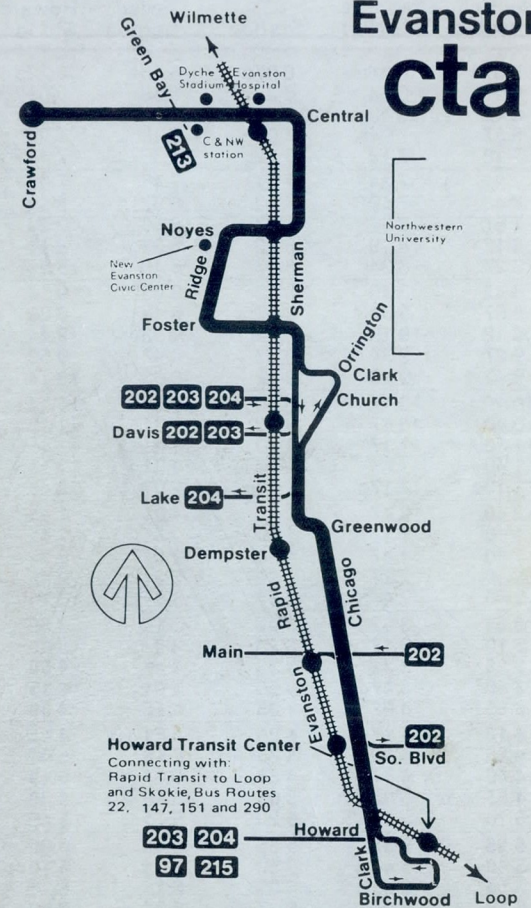 Evanston
cta
Wilmette
Green Bay
Dyche
Stadium
Evanston
Hospital
Central
Crawford
213
C & NW
station
Noyes
Northwestern
University
New
Evanston
Civic Center
Ridge
Sherman
Foster
Orrington
Clark
202 203 204
Church
Davis 202 203
Lake 204
Transit
Greenwood
Dempster
Rapid
Chicago
Main
202
Evanston
202
So. Blvd
Howard Transit Center
Connecting with:
Rapid Transit to Loop
and Skokie, Bus Routes
22, 147, 151 and 290
203 204
97 215
Howard
Clark
Birchwood
Loop